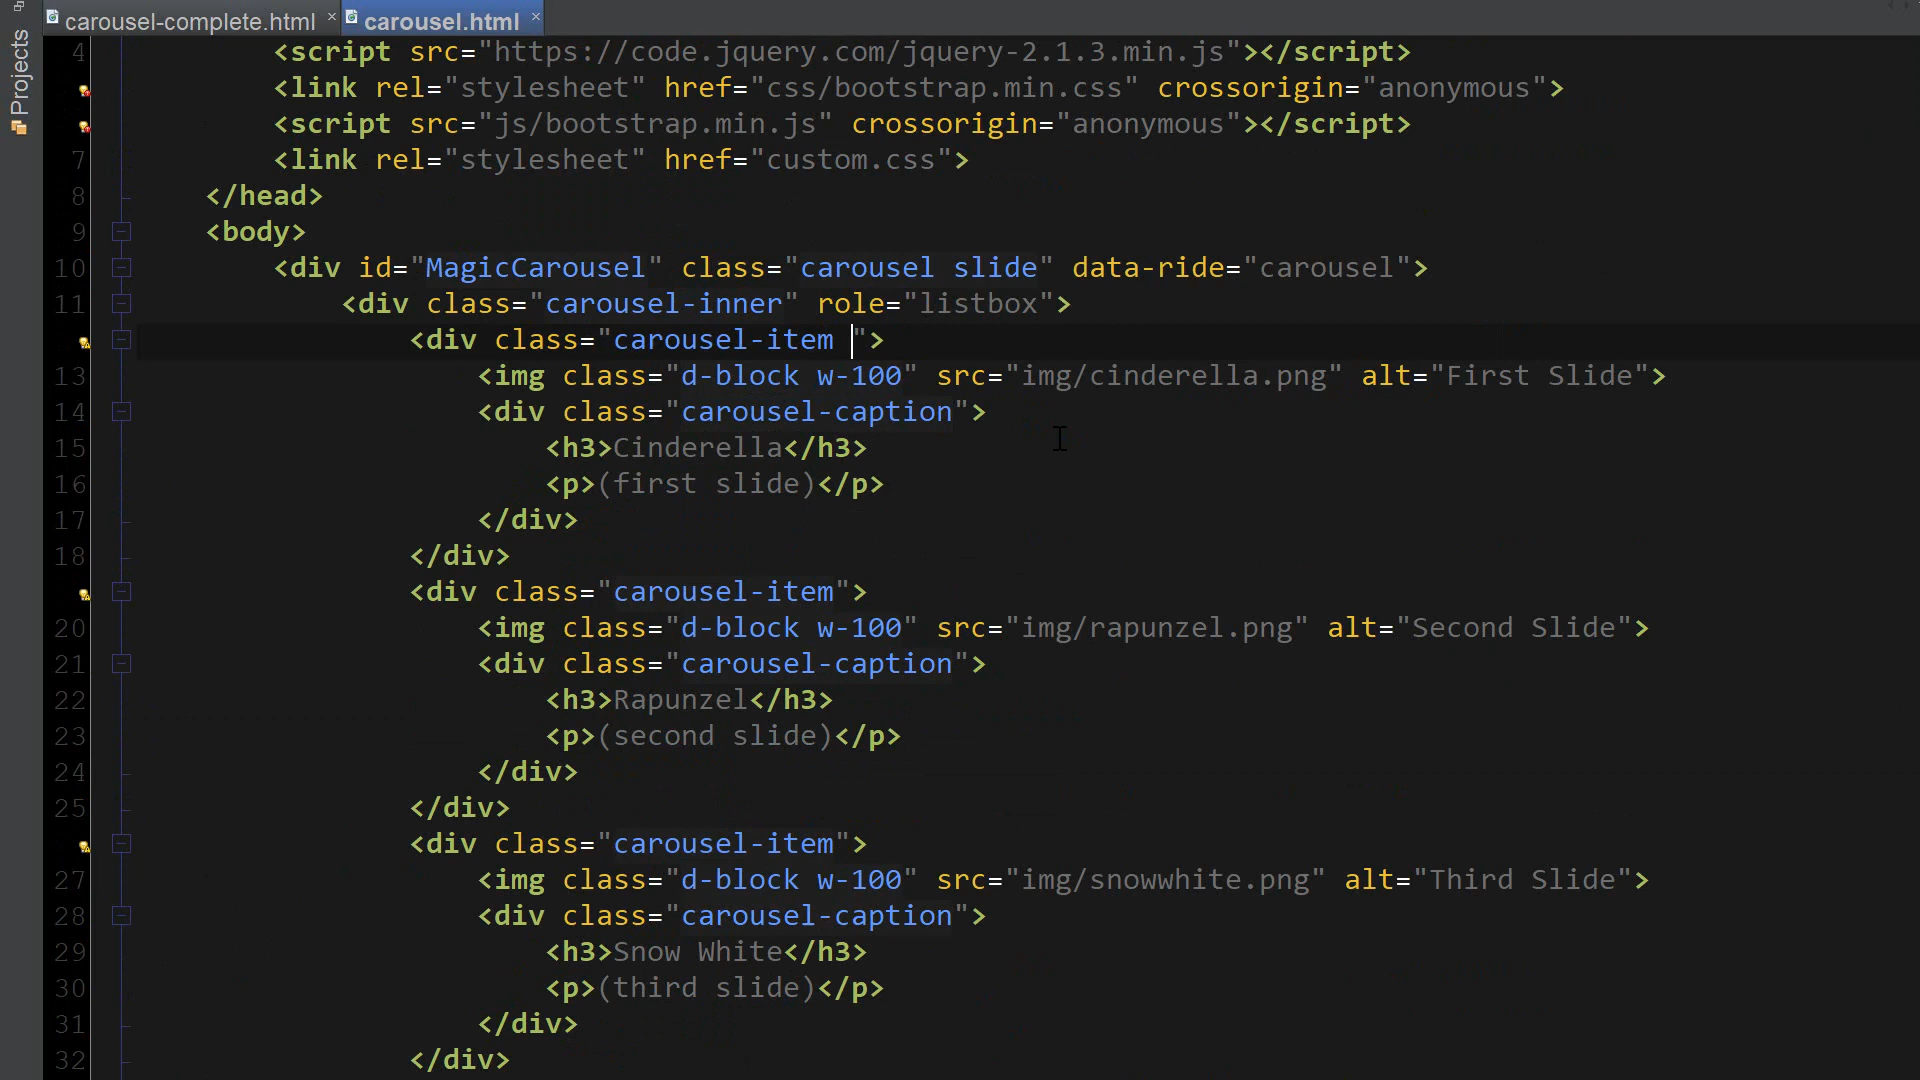 carousel-complete.html × carousel.html ×
Projects
4 <script src="https://code.jquery.com/jquery-2.1.3.min.js"></script>
<link rel="stylesheet" href="css/bootstrap.min.css" crossorigin="anonymous">
<script src="js/bootstrap.min.js" crossorigin="anonymous"></script>
7 <link rel="stylesheet" href="custom.css">
8 </head>
9 <body>
10 <div id="MagicCarousel" class="carousel slide" data-ride="carousel">
11 <div class="carousel-inner" role="listbox">
<div class="carousel-item ">
13 <img class="d-block w-100" src="img/cinderella.png" alt="First Slide">
14 <div class="carousel-caption">
15 <h3>Cinderella</h3>
16 <p>(first slide)</p>
17 </div>
18 </div>
<div class="carousel-item">
20 <img class="d-block w-100" src="img/rapunzel.png" alt="Second Slide">
21 <div class="carousel-caption">
22 <h3>Rapunzel</h3>
23 <p>(second slide)</p>
24 </div>
25 </div>
<div class="carousel-item">
27 <img class="d-block w-100" src="img/snowwhite.png" alt="Third Slide">
28 <div class="carousel-caption">
29 <h3>Snow White</h3>
30 <p>(third slide)</p>
31 </div>
32 </div>